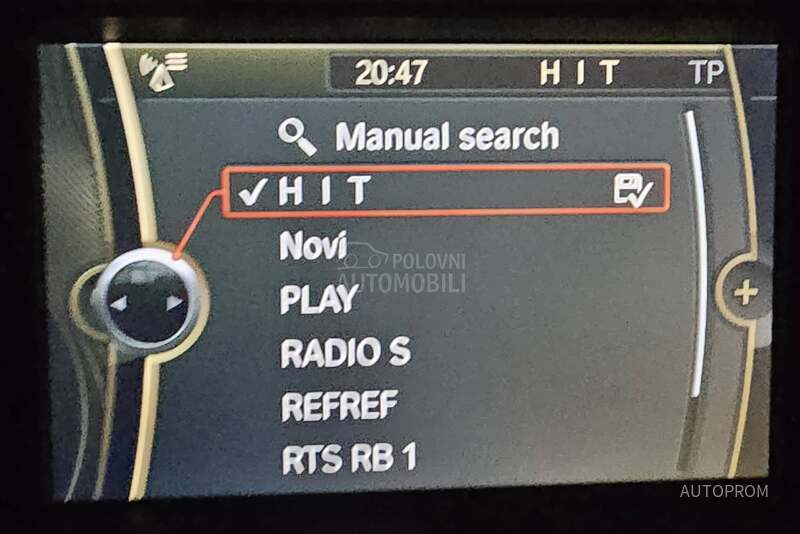 20:47 H I T TP
Manual search
H I T
Novi
POLOVNI
AUTOMOBILI
PLAY
RADIO S
REFREF
RTS RB 1
AUTOPROM